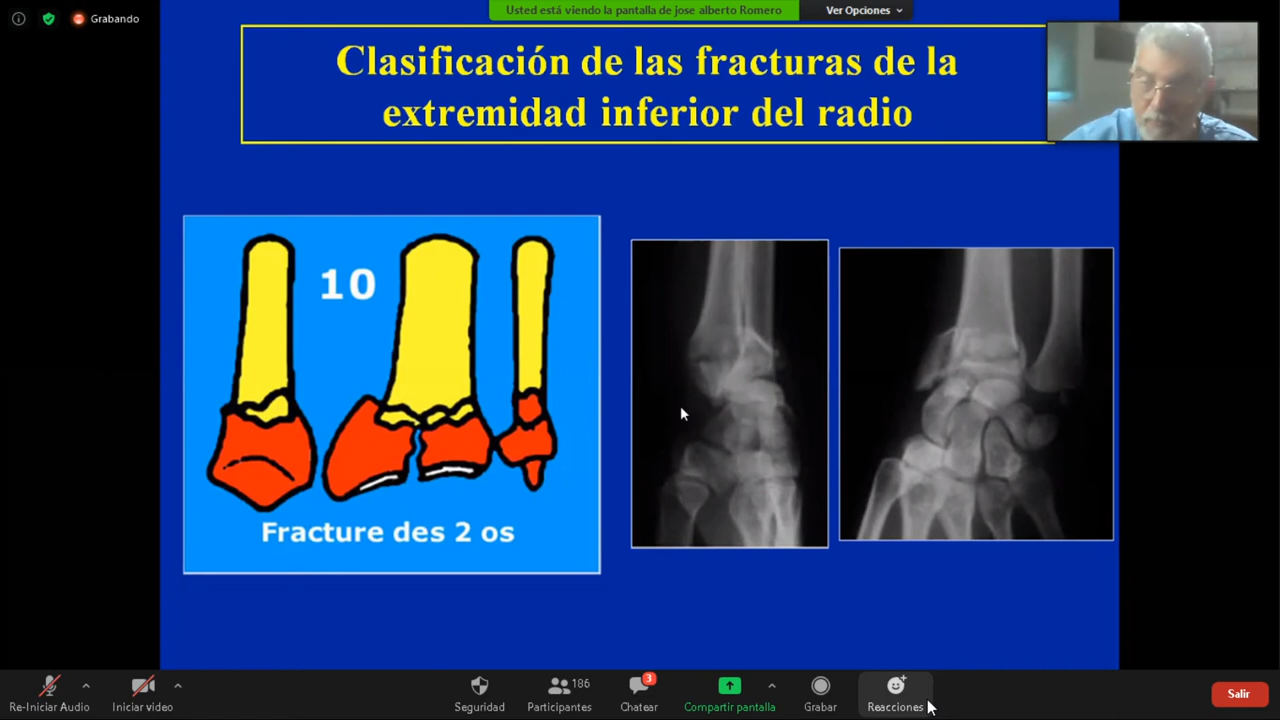 Grabando
Usted está viendo la pantalla de jose alberto Romero
Ver Opciones
Clasificación de las fracturas de la
extremidad inferior del radio
10
Fracture des 2 os
Re-Iniciar Audio
Iniciar video
Seguridad
186
Participantes
3
Chatear
Compartir pantalla
Grabar
Reacciones
Salir